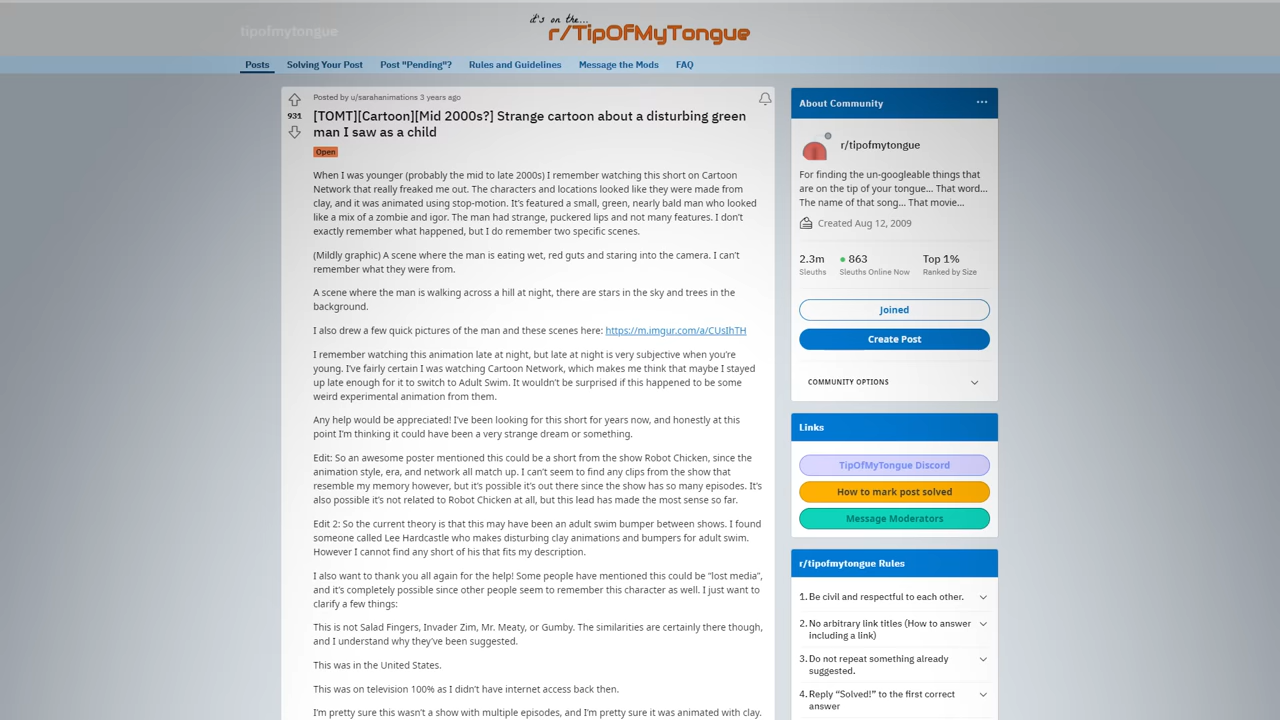 it's on the...
tipofmytongue
r/TipOfMyTongue
Posts
Solving Your Post
Post "Pending"?
Rules and Guidelines
Message the Mods
FAQ
Posted by u/sarahanimations 3 years ago
931
[TOMT][Cartoon][Mid 2000s?] Strange cartoon about a disturbing green
man I saw as a child
Open
When I was younger (probably the mid to late 2000s) I remember watching this short on Cartoon
Network that really freaked me out. The characters and locations looked like they were made from
clay, and it was animated using stop-motion. It's featured a small, green, nearly bald man who looked
like a mix of a zombie and igor. The man had strange, puckered lips and not many features. I don't
exactly remember what happened, but I do remember two specific scenes.
(Mildly graphic) A scene where the man is eating wet, red guts and staring into the camera. I can't
remember what they were from.
A scene where the man is walking across a hill at night, there are stars in the sky and trees in the
background.
I also drew a few quick pictures of the man and these scenes here: https://m.imgur.com/a/CUsIhTH
I remember watching this animation late at night, but late at night is very subjective when you're
young. I've fairly certain I was watching Cartoon Network, which makes me think that maybe I stayed
up late enough for it to switch to Adult Swim. It wouldn't be surprised if this happened to be some
weird experimental animation from them.
Any help would be appreciated! I've been looking for this short for years now, and honestly at this
point I'm thinking it could have been a very strange dream or something.
Edit: So an awesome poster mentioned this could be a short from the show Robot Chicken, since the
animation style, era, and network all match up. I can't seem to find any clips from the show that
resemble my memory however, but it's possible it's out there since the show has so many episodes. It's
also possible it's not related to Robot Chicken at all, but this lead has made the most sense so far.
Edit 2: So the current theory is that this may have been an adult swim bumper between shows. I found
someone called Lee Hardcastle who makes disturbing clay animations and bumpers for adult swim.
However I cannot find any short of his that fits my description.
I also want to thank you all again for the help! Some people have mentioned this could be "lost media",
and it's completely possible since other people seem to remember this character as well. I just want to
clarify a few things:
This is not Salad Fingers, Invader Zim, Mr. Meaty, or Gumby. The similarities are certainly there though,
and I understand why they've been suggested.
This was in the United States.
This was on television 100% as I didn't have internet access back then.
I'm pretty sure this wasn't a show with multiple episodes, and I'm pretty sure it was animated with clay.
About Community
r/tipofmytongue
For finding the un-googleable things that
are on the tip of your tongue... That word...
The name of that song... That movie...
Created Aug 12, 2009
2.3m
863
Top 1%
Sleuths
Sleuths Online Now
Ranked by Size
Joined
Create Post
COMMUNITY OPTIONS
Links
TipOfMyTongue Discord
How to mark post solved
Message Moderators
r/tipofmytongue Rules
1. Be civil and respectful to each other.
2. No arbitrary link titles (How to answer
including a link)
3. Do not repeat something already
suggested.
4. Reply "Solved!" to the first correct
answer